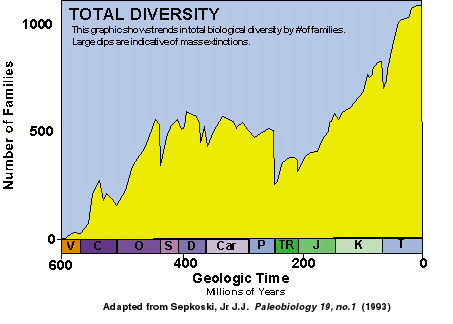 TOTAL DIVERSITY
This graphic shows trends in total biological diversity by # of families.
Large dips are indicative of mass extinctions.
Number of Families
1000
500
0
V C O S D Car P TR J K T
600 400 200 0
Geologic Time
Millions of Years
Adapted from Sepkoski, Jr J.J. Paleobiology 19, no.1 (1993)